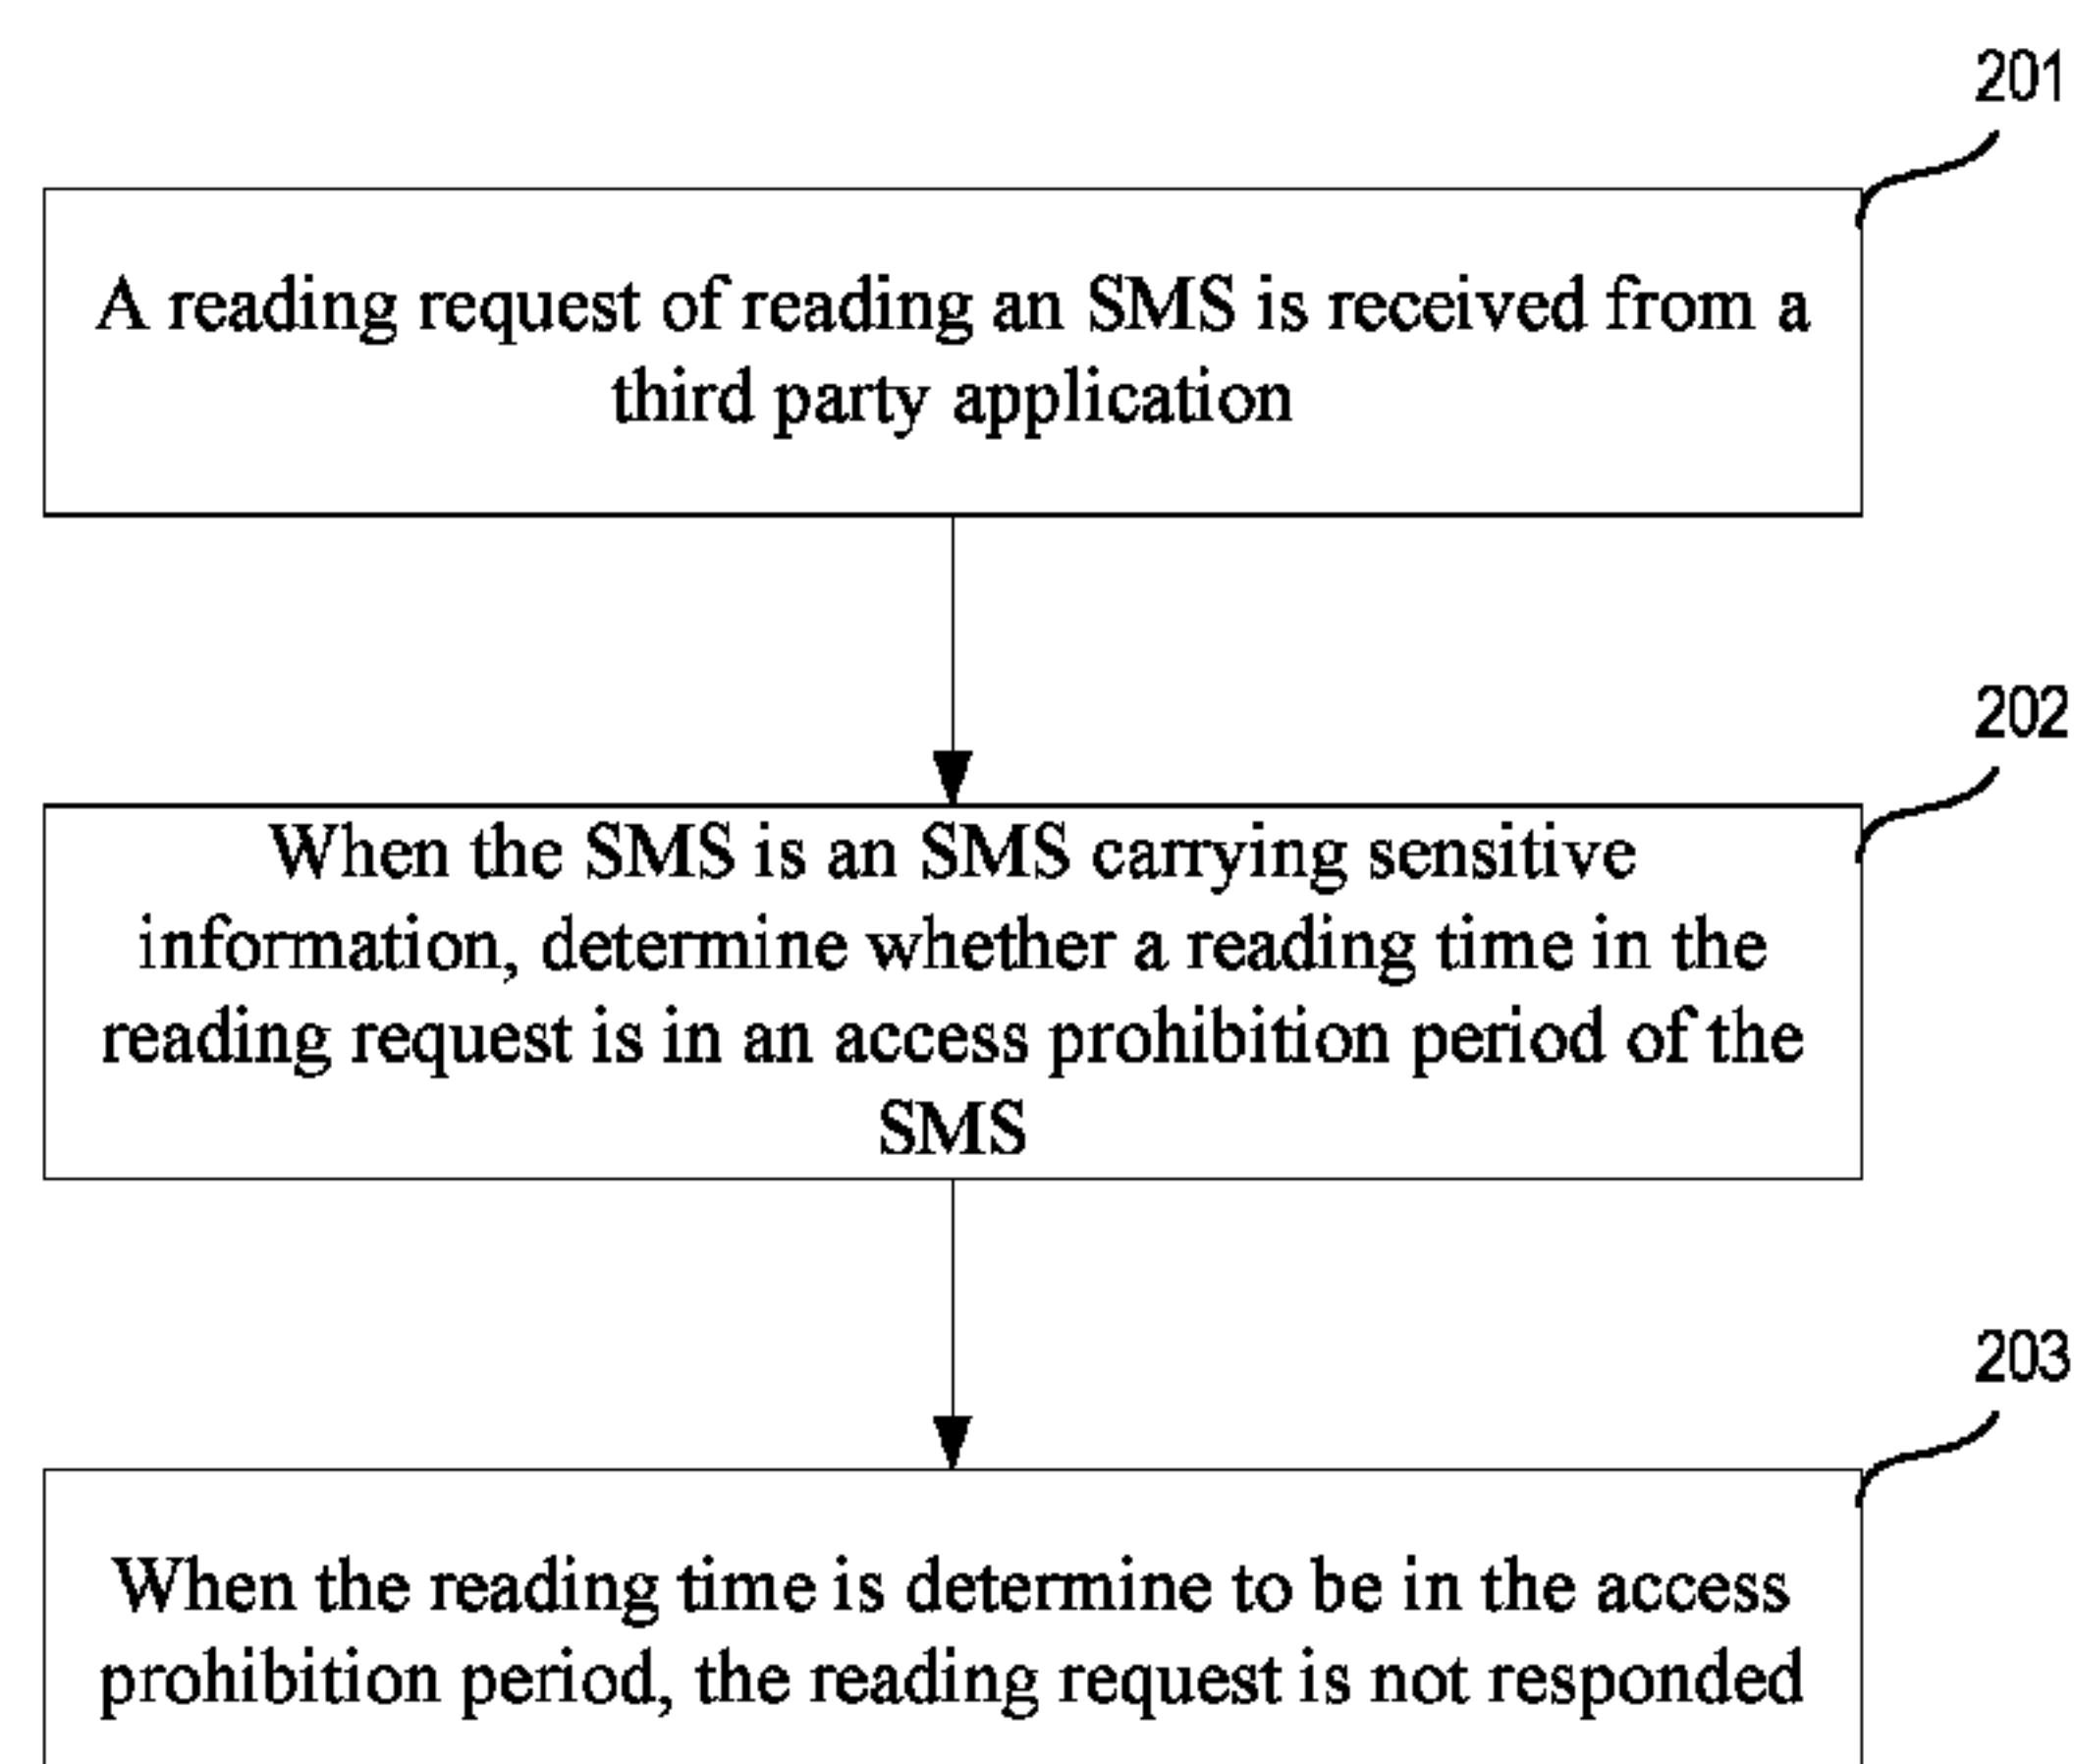 201
A reading request of reading an SMS is received from a
third party application
202
When the SMS is an SMS carrying sensitive
information, determine whether a reading time in the
reading request is in an access prohibition period of the
SMS
203
When the reading time is determine to be in the access
prohibition period, the reading request is not responded